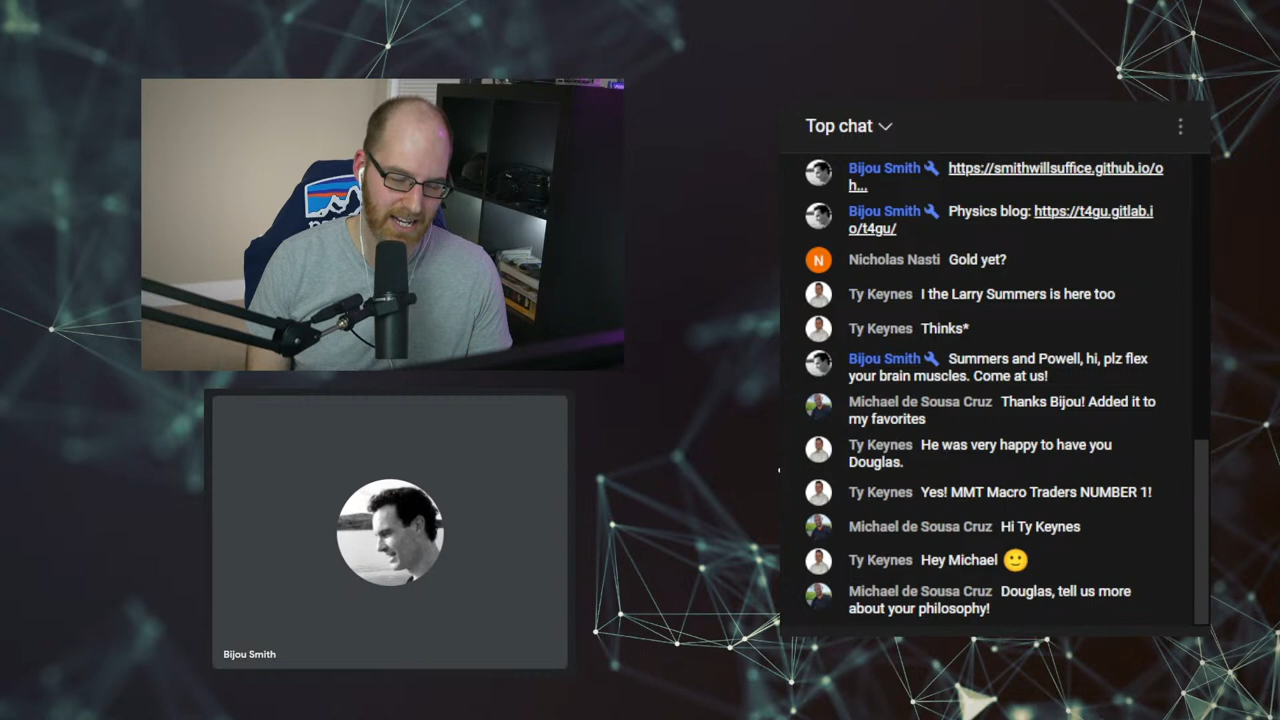 Top chat
Bijou Smith https://smithwillsuffice.github.io/o
h...
Bijou Smith Physics blog: https://t4gu.gitlab.i
o/t4gu/
N Nicholas Nasti Gold yet?
Ty Keynes I the Larry Summers is here too
Ty Keynes Thinks*
Bijou Smith Summers and Powell, hi, plz flex
your brain muscles. Come at us!
Michael de Sousa Cruz Thanks Bijou! Added it to
my favorites
Ty Keynes He was very happy to have you
Douglas.
Ty Keynes Yes! MMT Macro Traders NUMBER 1!
Michael de Sousa Cruz Hi Ty Keynes
Ty Keynes Hey Michael 🙂
Michael de Sousa Cruz Douglas, tell us more
about your philosophy!
Bijou Smith